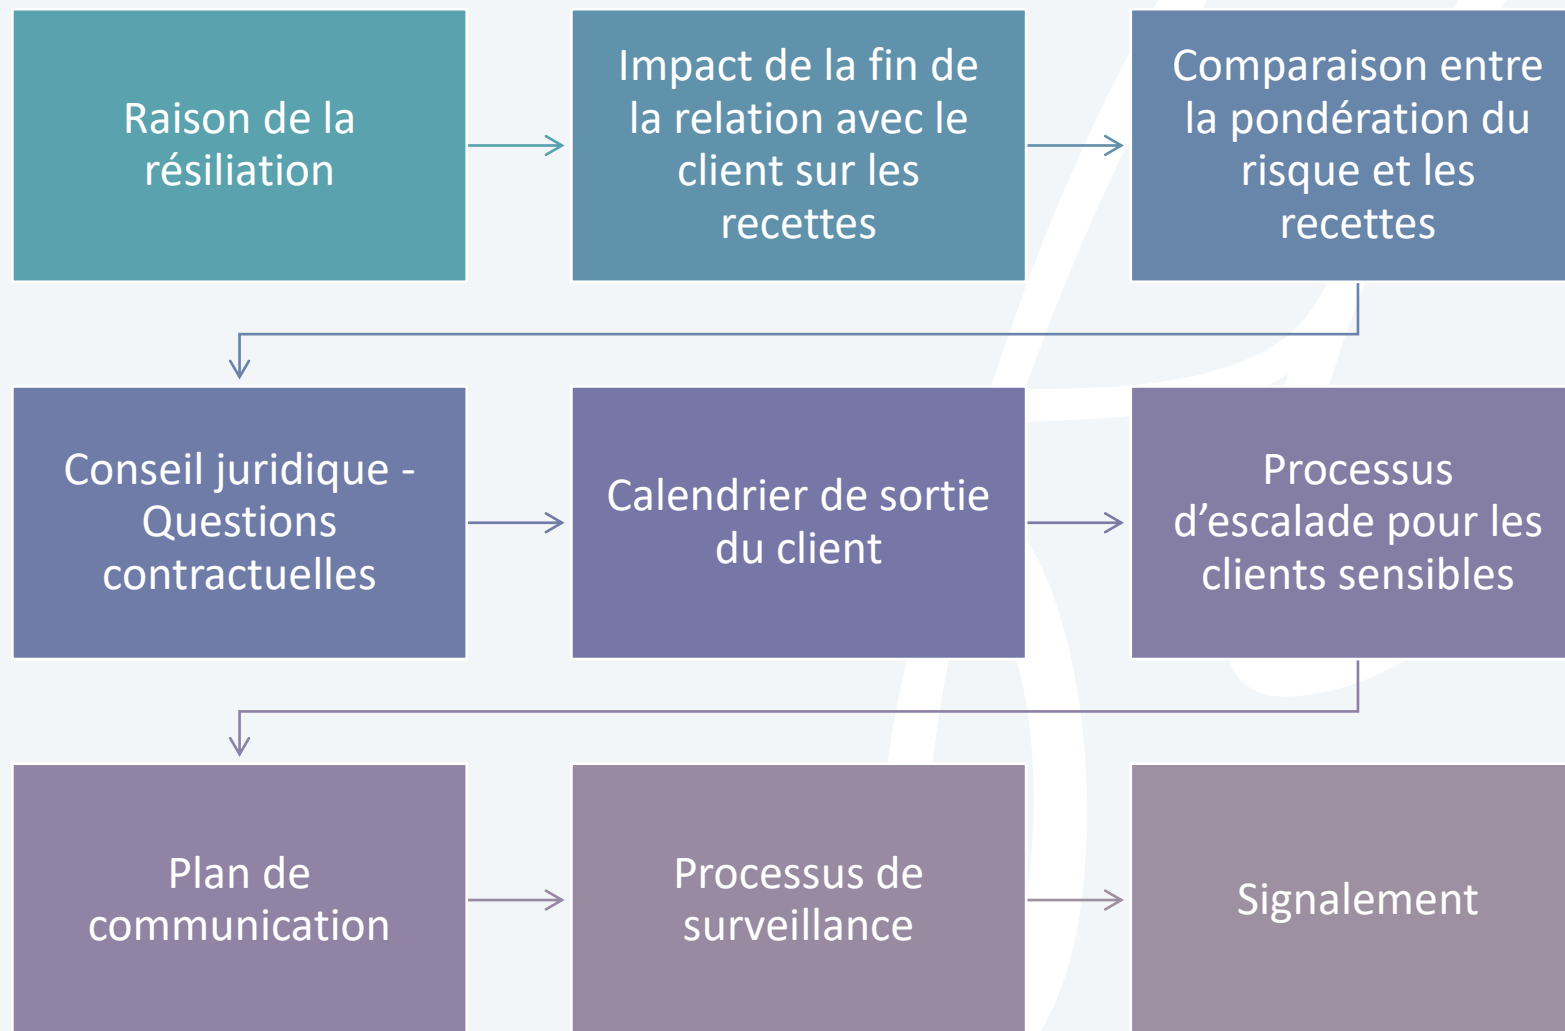 Raison de la
résiliation
Impact de la fin de
la relation avec le
client sur les
recettes
Comparaison entre
la pondération du
risque et les
recettes
Conseil juridique -
Questions
contractuelles
Calendrier de sortie
du client
Processus
d’escalade pour les
clients sensibles
Plan de
communication
Processus de
surveillance
Signalement